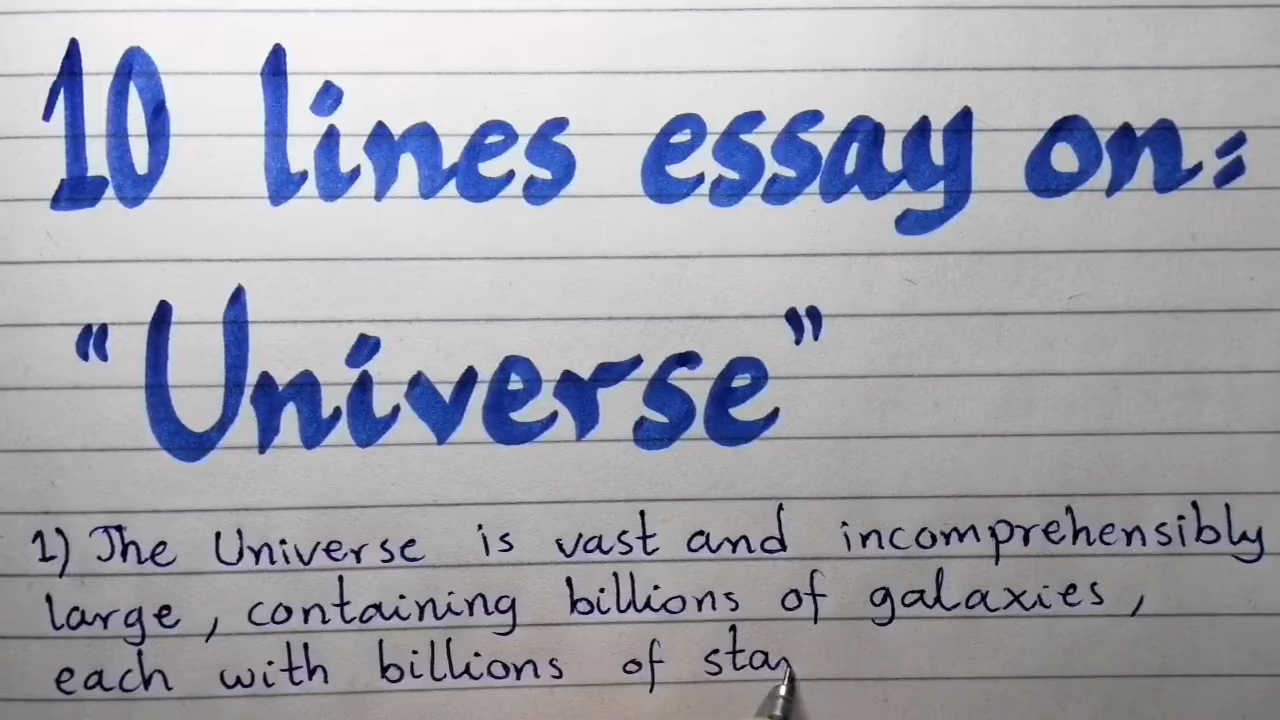 10 lines essay on:
"Universe"
1) The Universe is vast and incomprehensibly
large, containing billions of galaxies,
each with billions of star